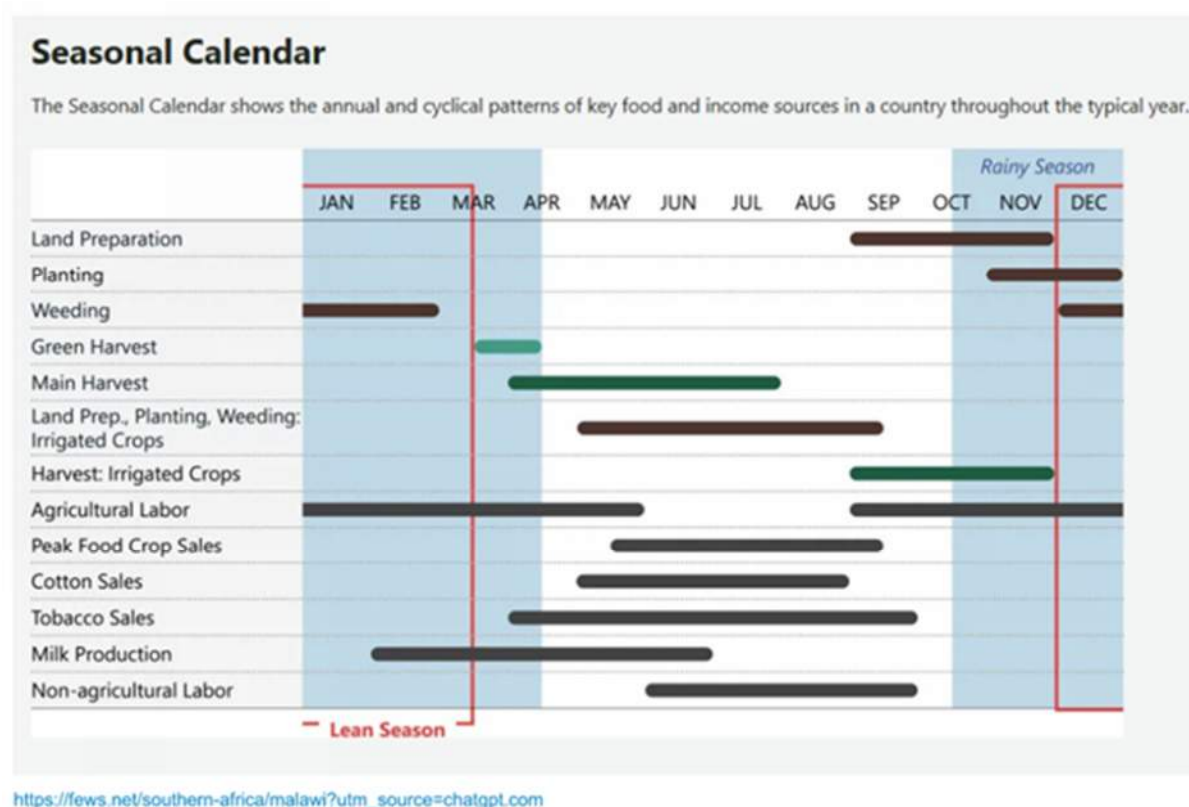 Seasonal Calendar
The Seasonal Calendar shows the annual and cyclical patterns of key food and income sources in a country throughout the typical year.
Rainy Season
JAN FEB MAR APR MAY JUN JUL AUG SEP OCT NOV DEC
Land Preparation
Planting
Weeding
Green Harvest
Main Harvest
Land Prep., Planting, Weeding:
Irrigated Crops
Harvest: Irrigated Crops
Agricultural Labor
Peak Food Crop Sales
Cotton Sales
Tobacco Sales
Milk Production
Non-agricultural Labor
Lean Season
https://fews.net/southern-africa/malawi?utm_source=chatgpt.com